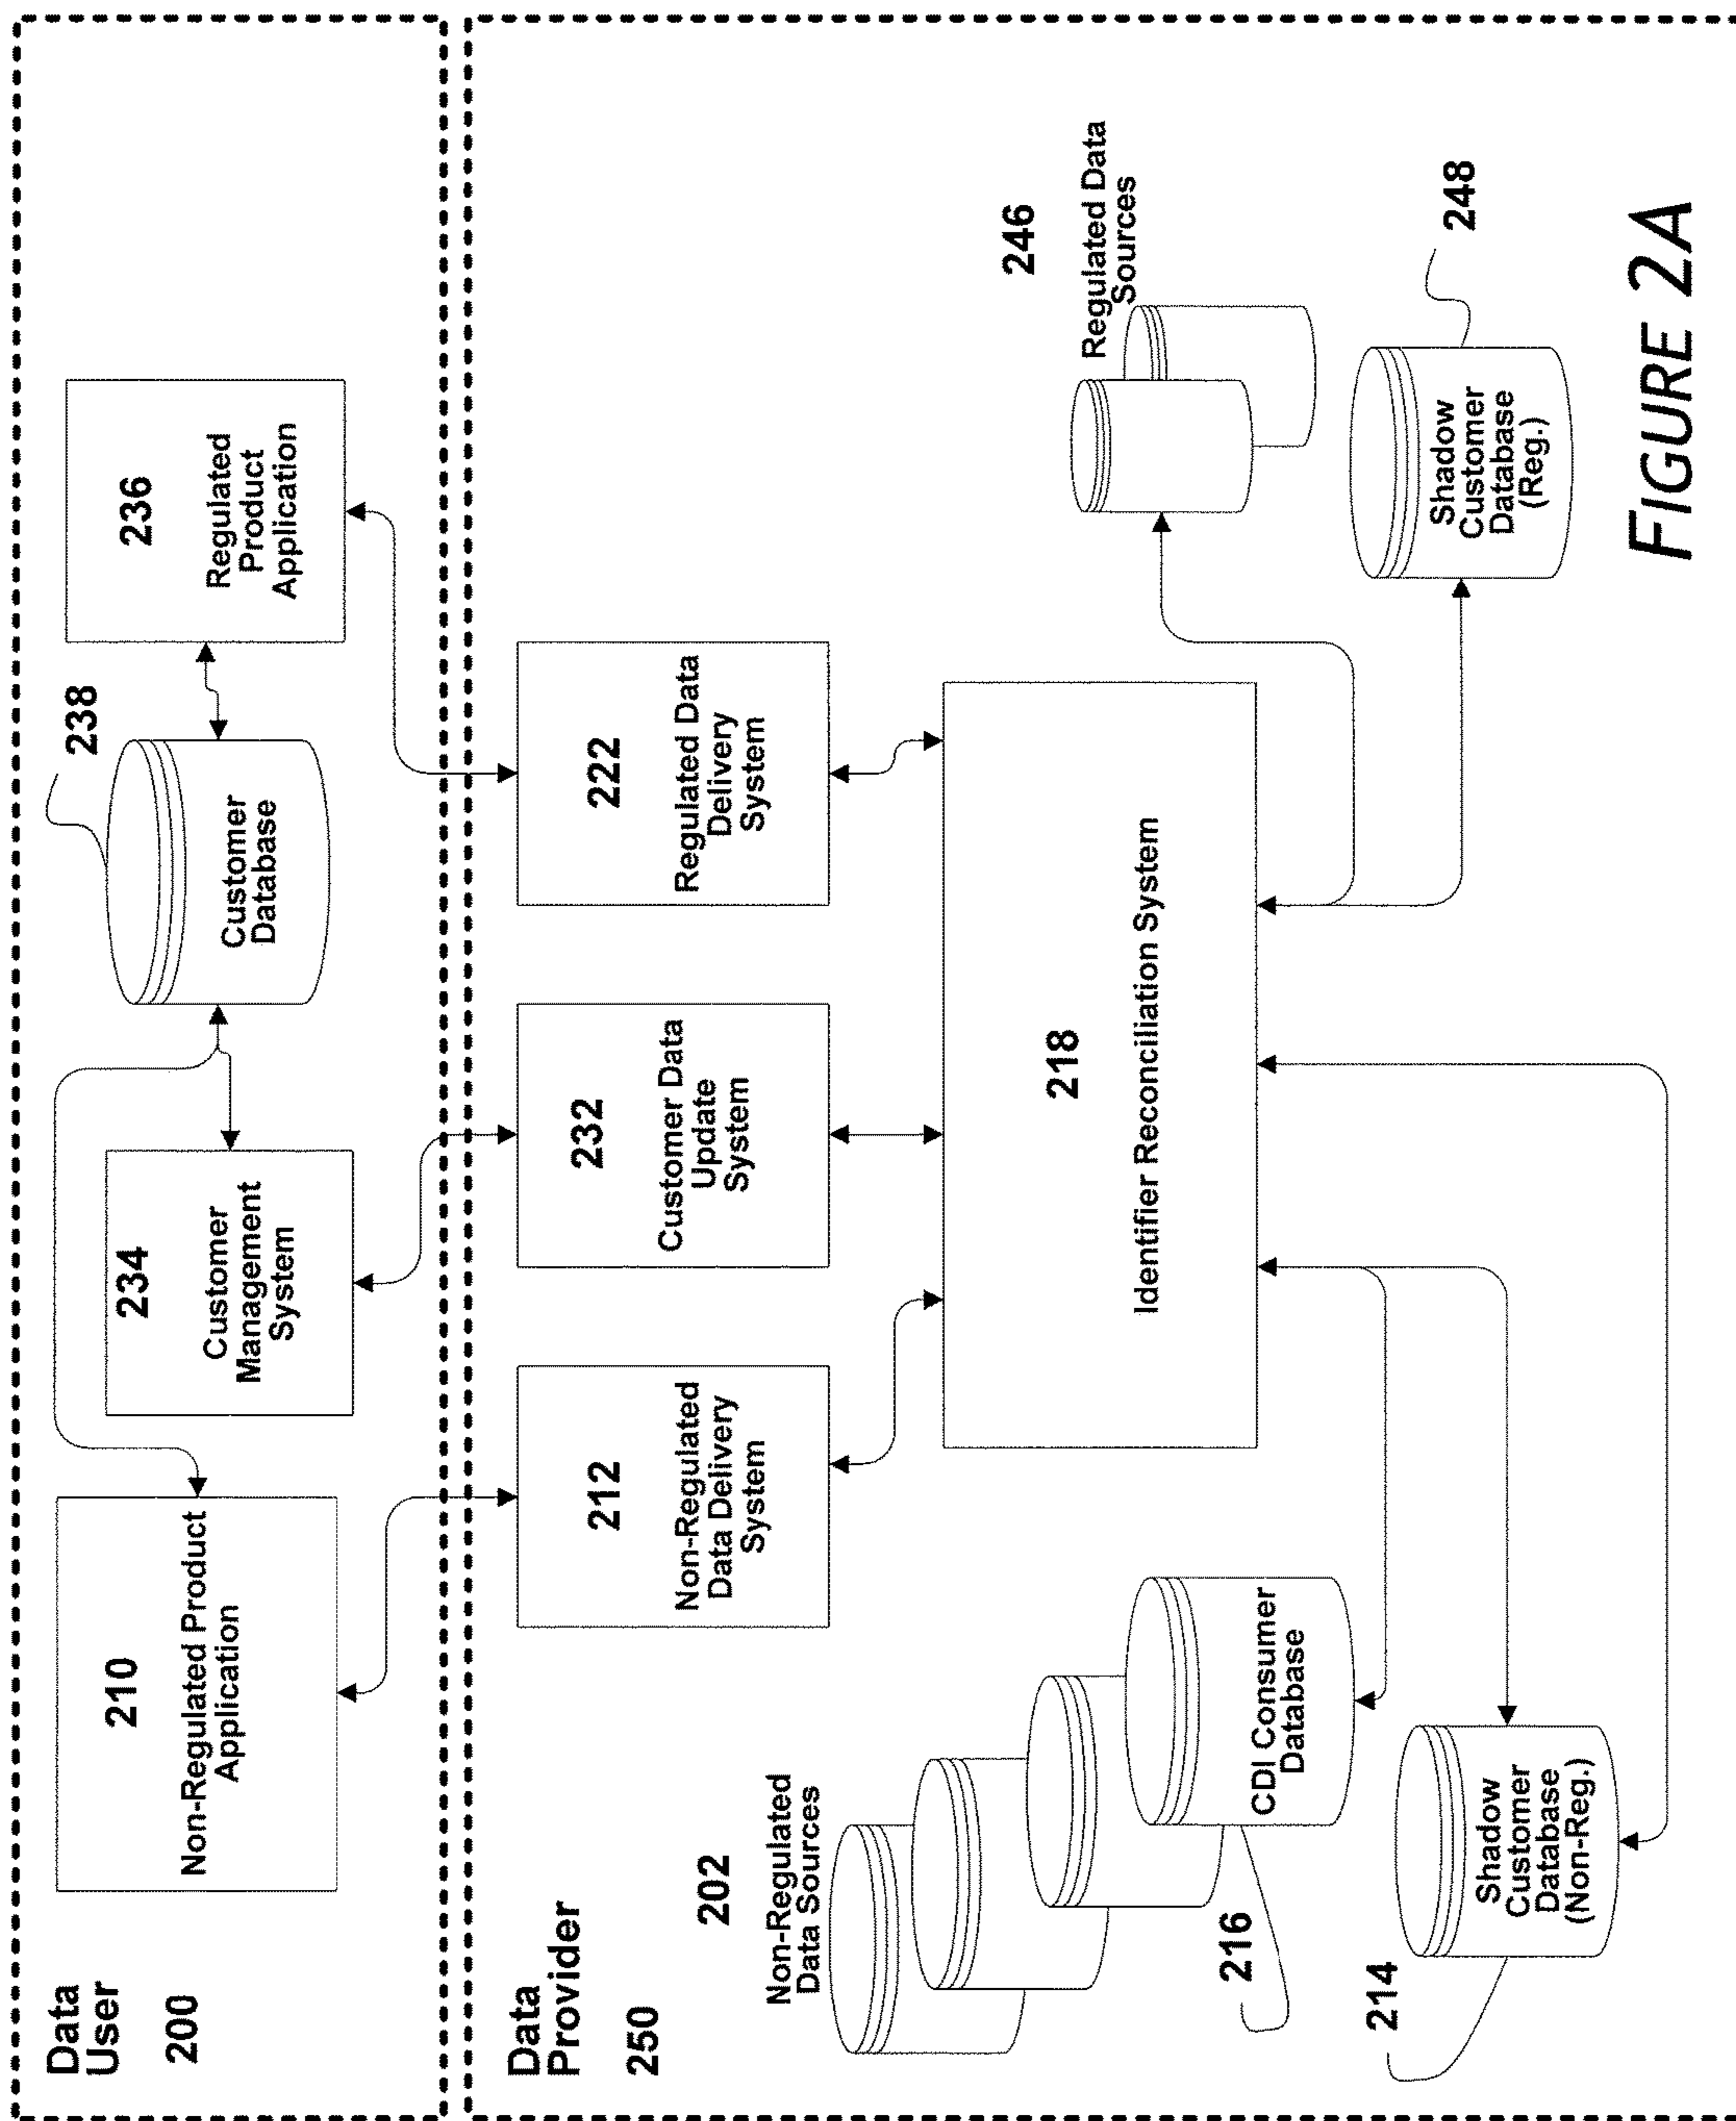 Data
User
200
210
Non-Regulated Product
Application
234
Customer
Management
System
238
Customer
Database
236
Regulated
Product
Application
Data
Provider
250
212
Non-Regulated
Data Delivery
System
232
Customer Data
Update
System
222
Regulated Data
Delivery
System
202
Non-Regulated
Data Sources
218
Identifier Reconciliation System
246
Regulated Data
Sources
216
CDI Consumer
Database
214
Shadow
Customer
Database
(Non-Reg.)
Shadow
Customer
Database
(Reg.)
248
FIGURE 2A